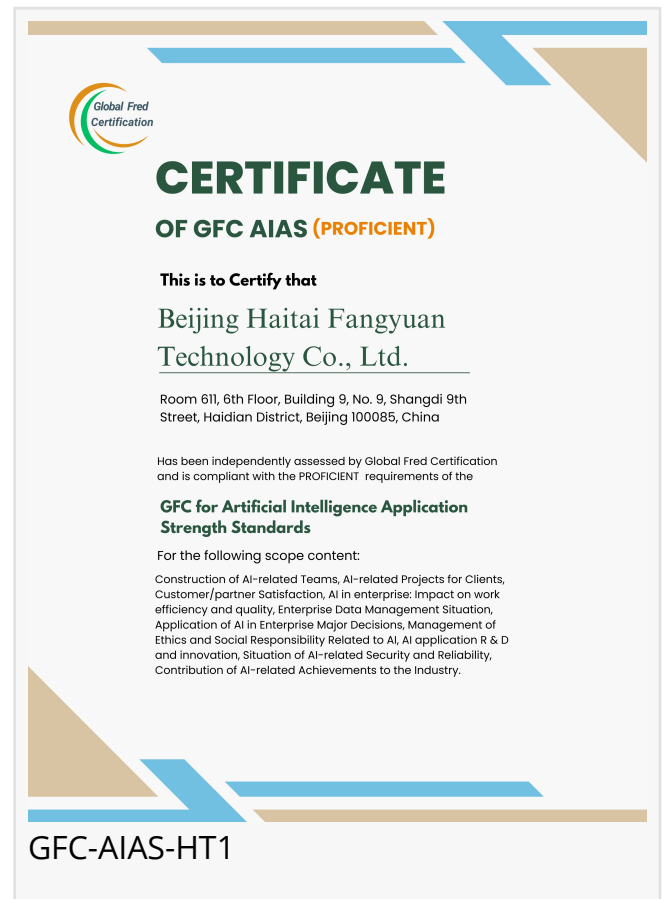 Global Fred
Certification
CERTIFICATE
OF GFC AIAS (PROFICIENT)
This is to Certify that
Beijing Haitai Fangyuan
Technology Co., Ltd.
Room 611, 6th Floor, Building 9, No. 9, Shangdi 9th
Street, Haidian District, Beijing 100085, China
Has been independently assessed by Global Fred Certification
and is compliant with the PROFICIENT requirements of the
GFC for Artificial Intelligence Application
Strength Standards
For the following scope content:
Construction of AI-related Teams, AI-related Projects for Clients,
Customer/partner Satisfaction, AI in enterprise: Impact on work
efficiency and quality, Enterprise Data Management Situation,
Application of AI in Enterprise Major Decisions, Management of
Ethics and Social Responsibility Related to AI, AI application R & D
and innovation, Situation of AI-related Security and Reliability,
Contribution of AI-related Achievements to the Industry.
GFC-AIAS-HT1